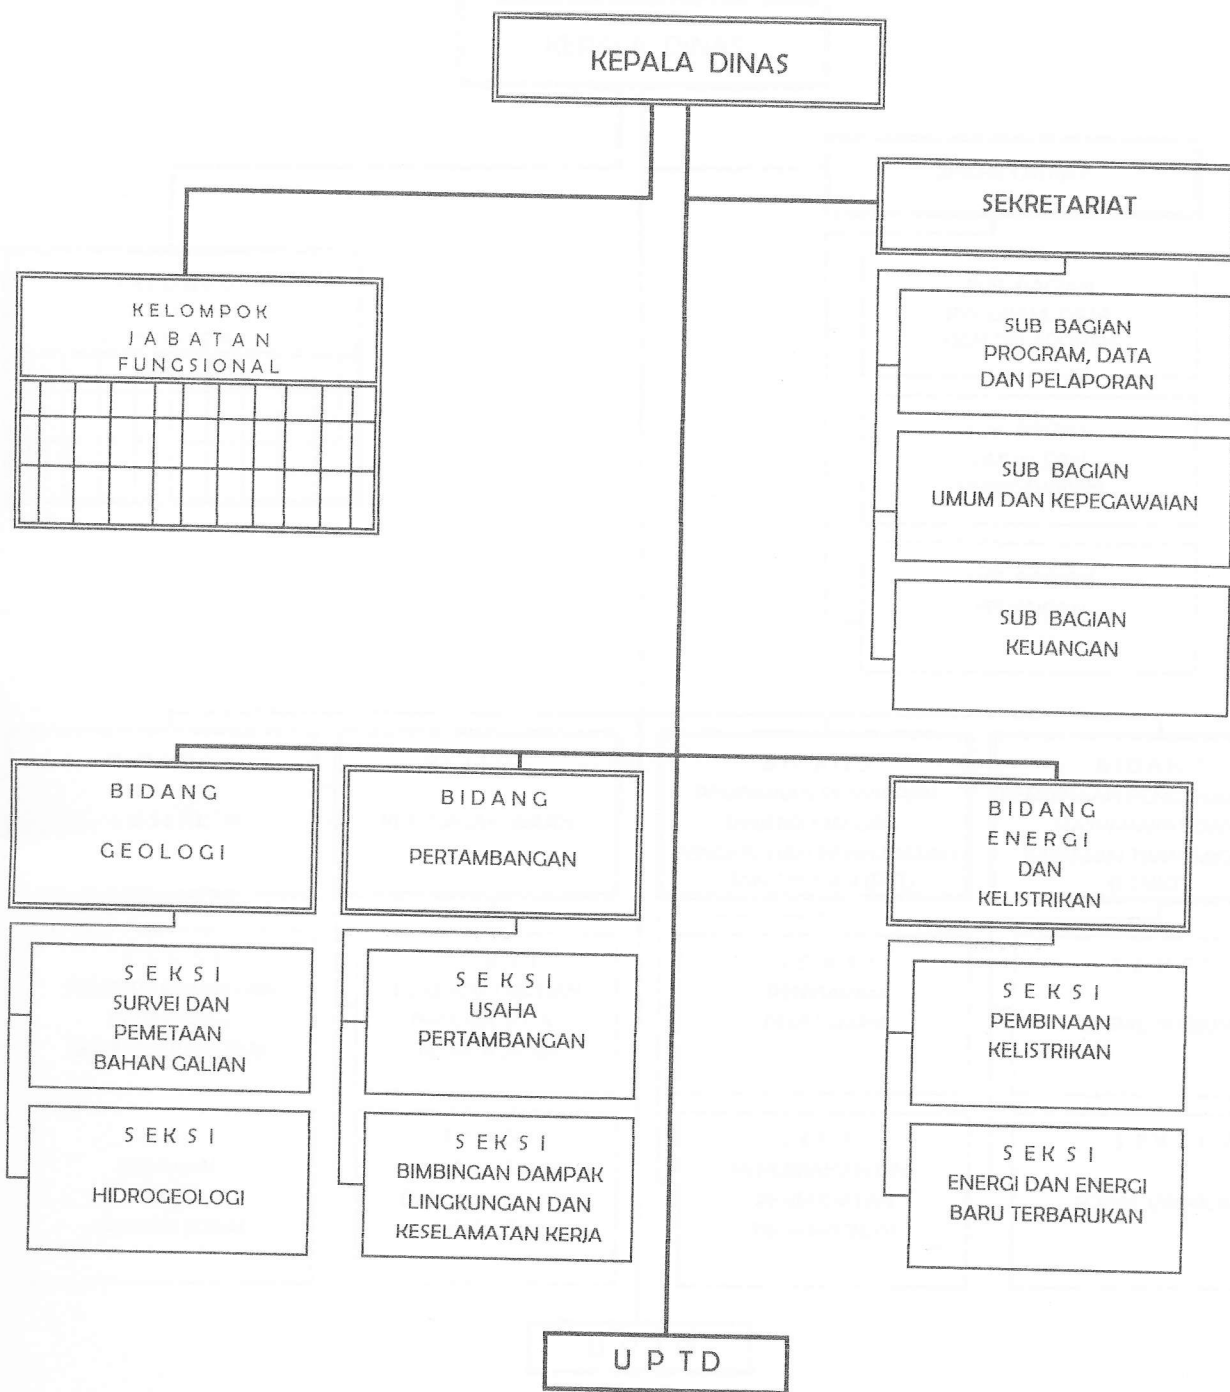 KEPALA DINAS
SEKRETARIAT
KELOMPOK
JABATAN
FUNGSIONAL
SUB BAGIAN
PROGRAM, DATA
DAN PELAPORAN
SUB BAGIAN
UMUM DAN KEPEGAWAIAN
SUB BAGIAN
KEUANGAN
BIDANG
GEOLOGI
BIDANG
PERTAMBANGAN
BIDANG
ENERGI
DAN
KELISTRIKAN
SEKSI
SURVEI DAN
PEMETAAN
BAHAN GALIAN
SEKSI
HIDROGEOLOGI
SEKSI
USAHA
PERTAMBANGAN
SEKSI
BIMBINGAN DAMPAK
LINGKUNGAN DAN
KESELAMATAN KERJA
SEKSI
PEMBINAAN
KELISTRIKAN
SEKSI
ENERGI DAN ENERGI
BARU TERBARUKAN
UPTD